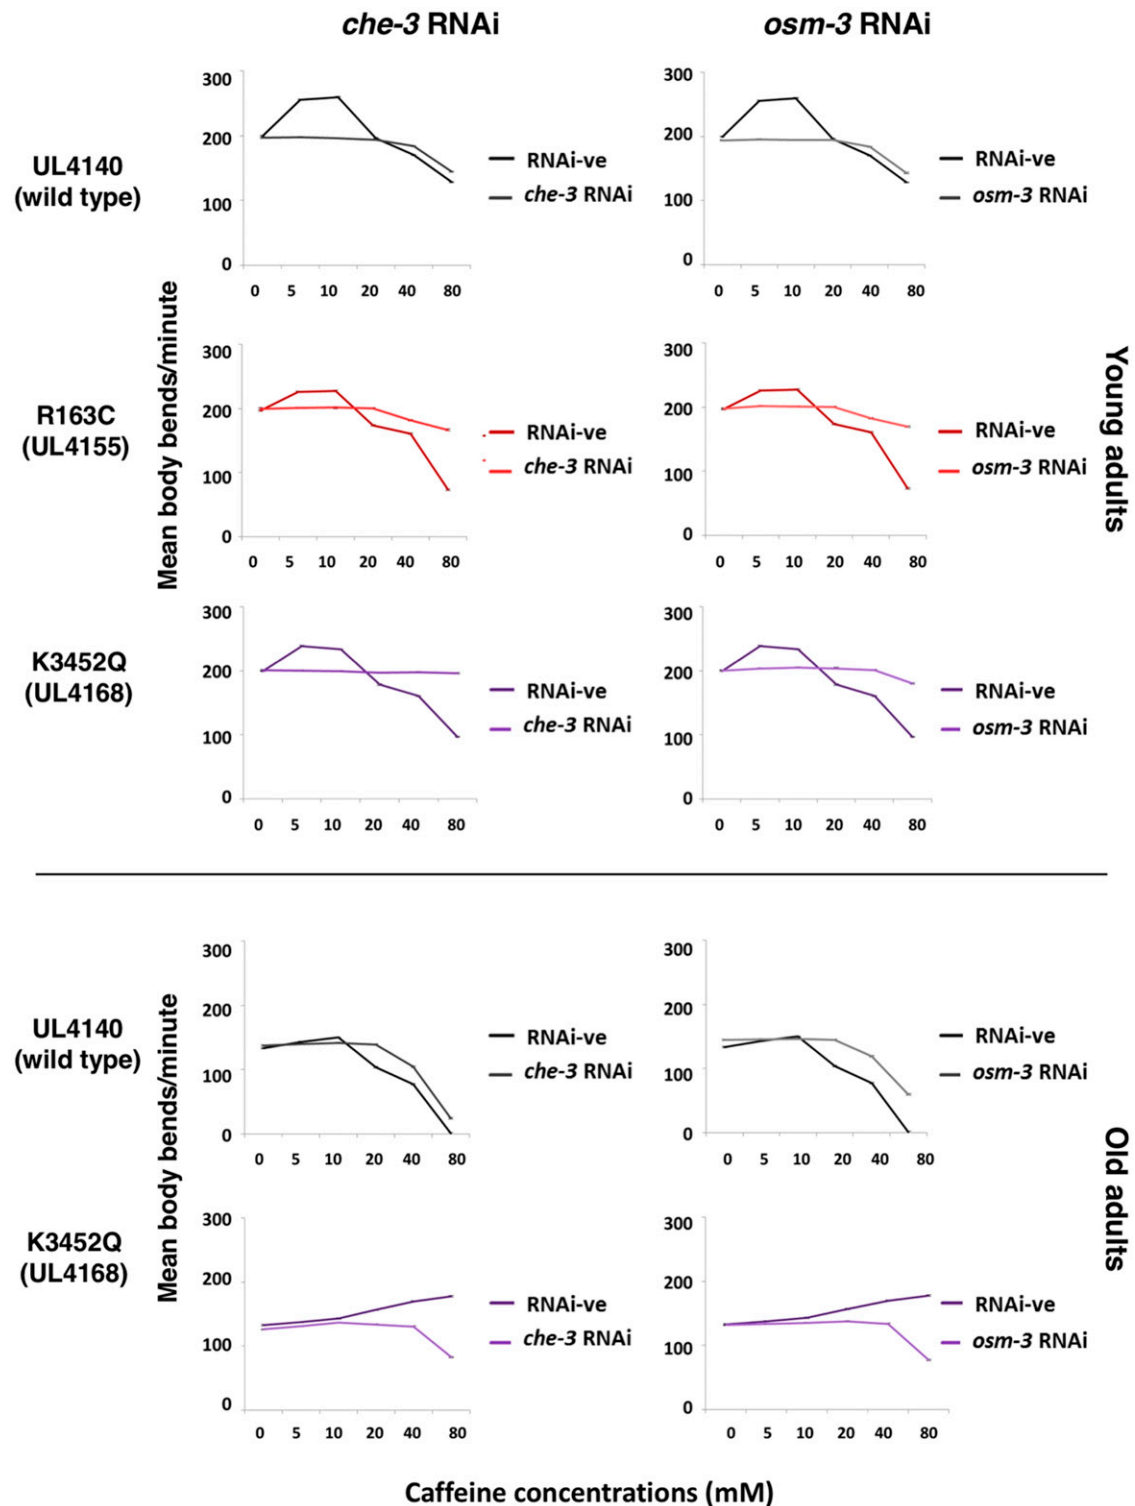 che-3 RNAi
osm-3 RNAi
UL4140
(wild type)
300
200
100
0
0 5 10 20 40 80
RNAi-ve
che-3 RNAi
300
200
100
0
0 5 10 20 40 80
RNAi-ve
osm-3 RNAi
Mean body bends/minute
Young adults
R163C
(UL4155)
300
200
100
0
0 5 10 20 40 80
RNAi-ve
che-3 RNAi
300
200
100
0
0 5 10 20 40 80
RNAi-ve
osm-3 RNAi
K3452Q
(UL4168)
300
200
100
0
0 5 10 20 40 80
RNAi-ve
che-3 RNAi
300
200
100
0
0 5 10 20 40 80
RNAi-ve
osm-3 RNAi
UL4140
(wild type)
300
200
100
0
0 5 10 20 40 80
RNAi-ve
che-3 RNAi
300
200
100
0
0 5 10 20 40 80
RNAi-ve
osm-3 RNAi
Mean body bends/minute
Old adults
K3452Q
(UL4168)
300
200
100
0
0 5 10 20 40 80
RNAi-ve
che-3 RNAi
300
200
100
0
0 5 10 20 40 80
RNAi-ve
osm-3 RNAi
Caffeine concentrations (mM)